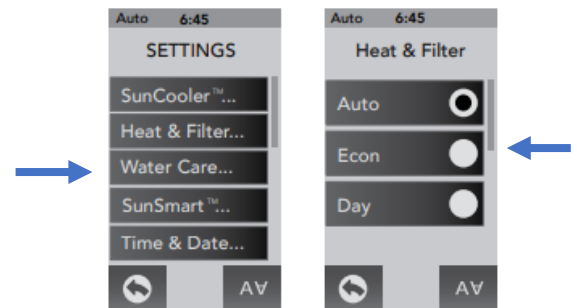 Auto 6:45
SETTINGS
SunCooler™...
Heat & Filter...
Water Care...
SunSmart™...
Time & Date...
A∀
Auto 6:45
Heat & Filter
Auto
Econ
Day
A∀